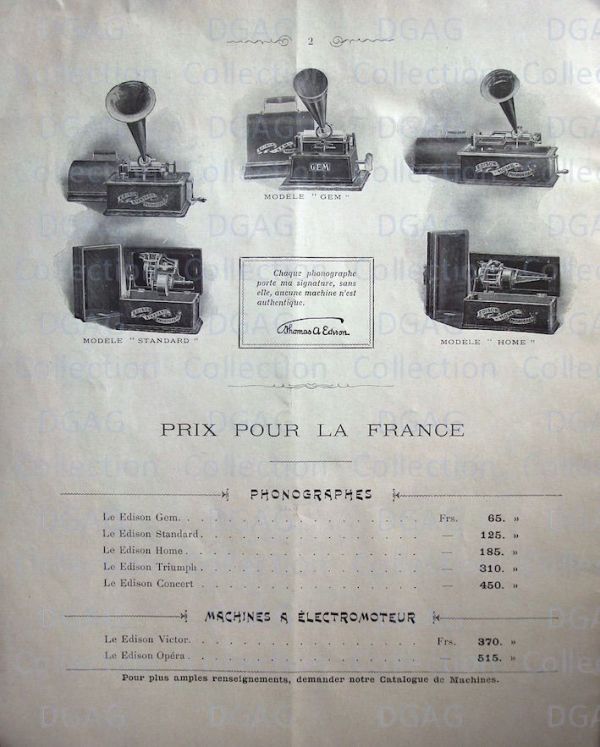 2
GEM
MODÈLE " GEM "
Chaque phonographe
porte ma signature, sans
elle, aucune machine n'est
authentique.
Thomas A Edison
MODÈLE " STANDARD "
MODÈLE " HOME "
PRIX POUR LA FRANCE
PHONOGRAPHES
Le Edison Gem. . . . . . . . . . . . . . . Frs. 65. »
Le Edison Standard. . . . . . . . . . . . . — 125. »
Le Edison Home. . . . . . . . . . . . . . — 185. »
Le Edison Triumph. . . . . . . . . . . . . — 310. »
Le Edison Concert . . . . . . . . . . . . . — 450. »
MACHINES A ÉLECTROMOTEUR
Le Edison Victor. . . . . . . . . . . . . . Frs. 370. »
Le Edison Opéra. . . . . . . . . . . . . . — 515. »
Pour plus amples renseignements, demander notre Catalogue de Machines.
DGAG
Collection